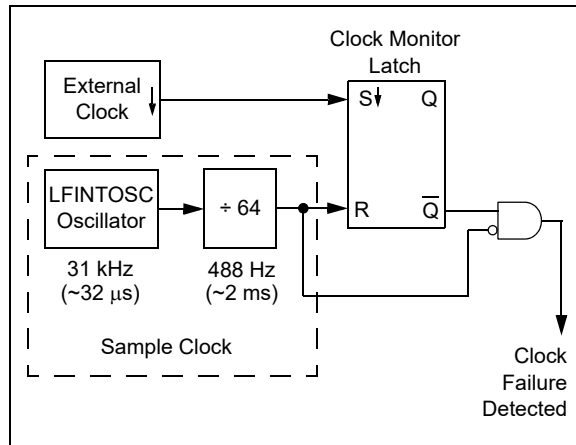 Clock Monitor
Latch
External
Clock
S
Q
LFINTOSC
Oscillator
÷ 64
R
Q̅
31 kHz
(~32 μs)
488 Hz
(~2 ms)
Sample Clock
Clock
Failure
Detected